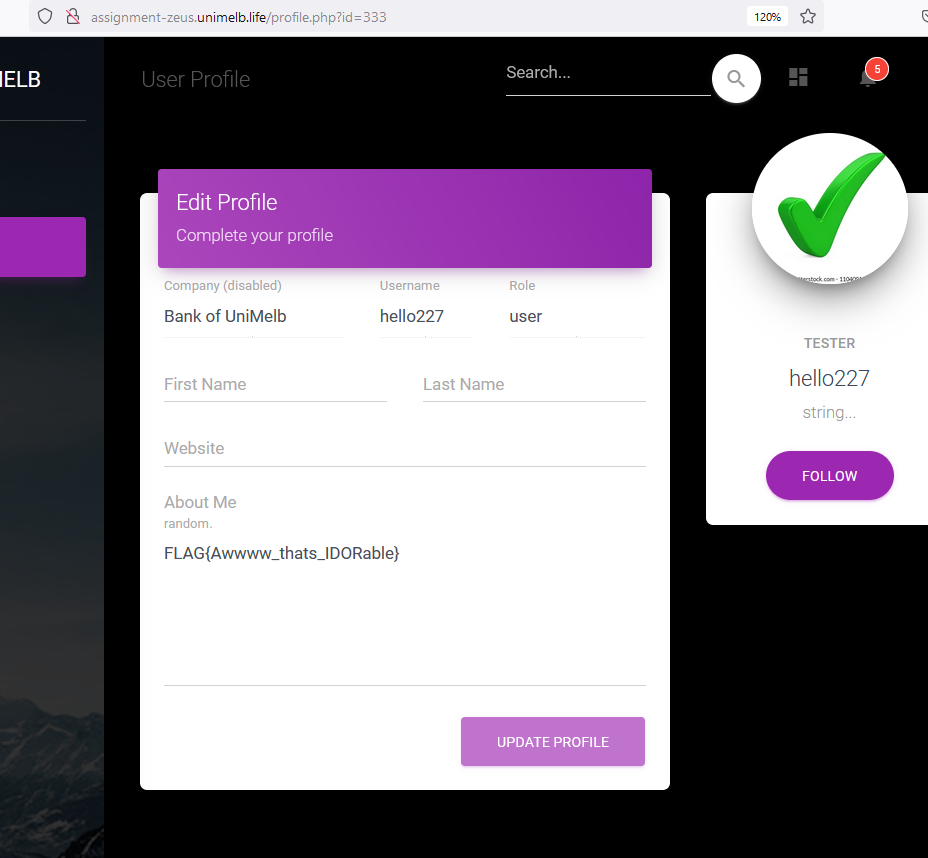 assignment-zeus.unimelb.life/profile.php?id=333
120%
MELB
User Profile
Search...
5
Edit Profile
Complete your profile
Company (disabled)
Username
Role
Bank of UniMelb
hello227
user
First Name
Last Name
Website
About Me
random.
FLAG{Awwww_thats_IDORable}
UPDATE PROFILE
TESTER
hello227
string...
FOLLOW